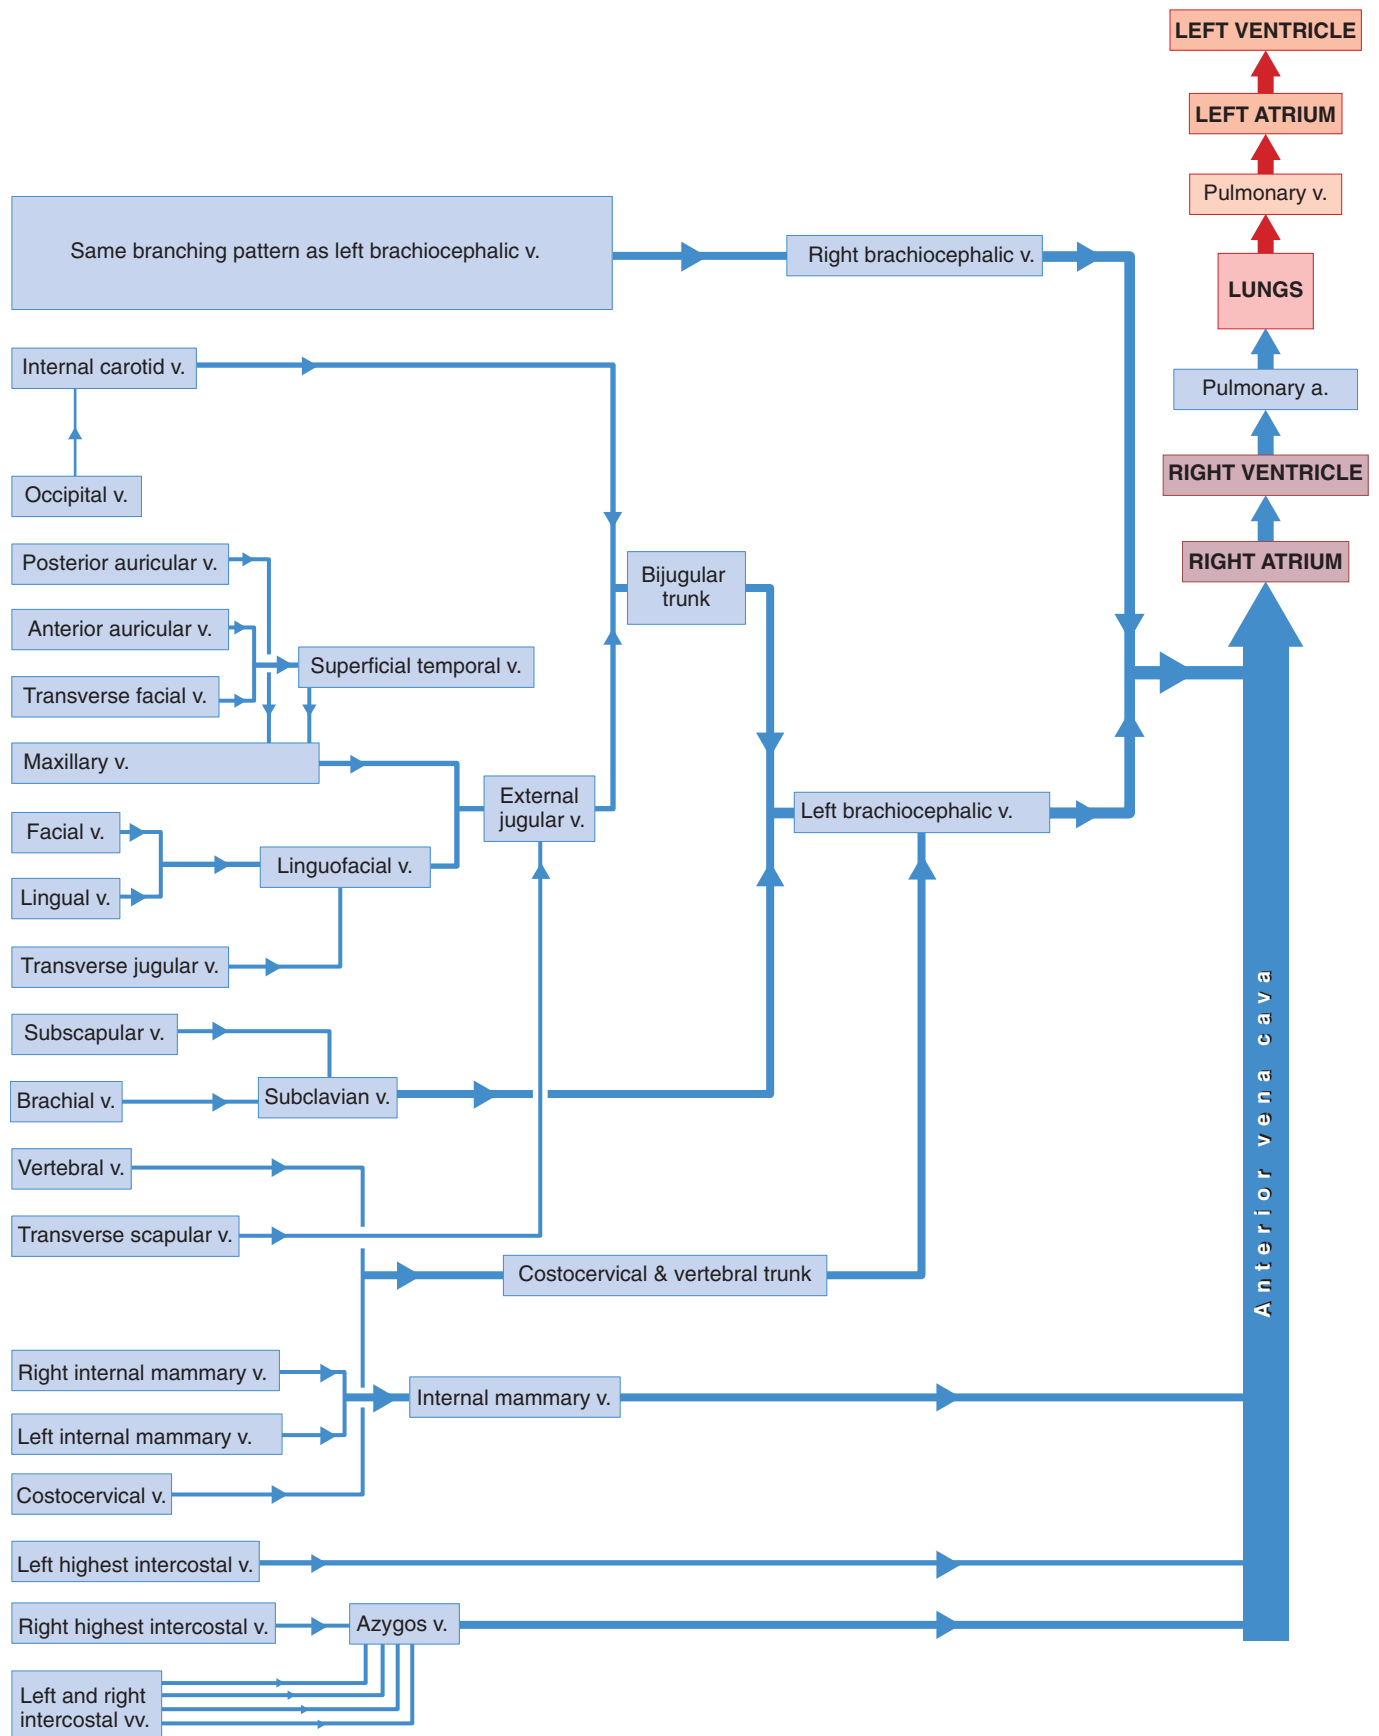 LEFT VENTRICLE
LEFT ATRIUM
Pulmonary v.
Same branching pattern as left brachiocephalic v.
Right brachiocephalic v.
LUNGS
Internal carotid v.
Pulmonary a.
RIGHT VENTRICLE
Occipital v.
RIGHT ATRIUM
Posterior auricular v.
Bijugular
trunk
Anterior auricular v.
Superficial temporal v.
Transverse facial v.
Maxillary v.
External
jugular v.
Left brachiocephalic v.
Facial v.
Linguofacial v.
Lingual v.
Transverse jugular v.
Anterior vena cava
Subscapular v.
Subclavian v.
Brachial v.
Vertebral v.
Transverse scapular v.
Costocervical & vertebral trunk
Right internal mammary v.
Internal mammary v.
Left internal mammary v.
Costocervical v.
Left highest intercostal v.
Right highest intercostal v.
Azygos v.
Left and right
intercostal vv.